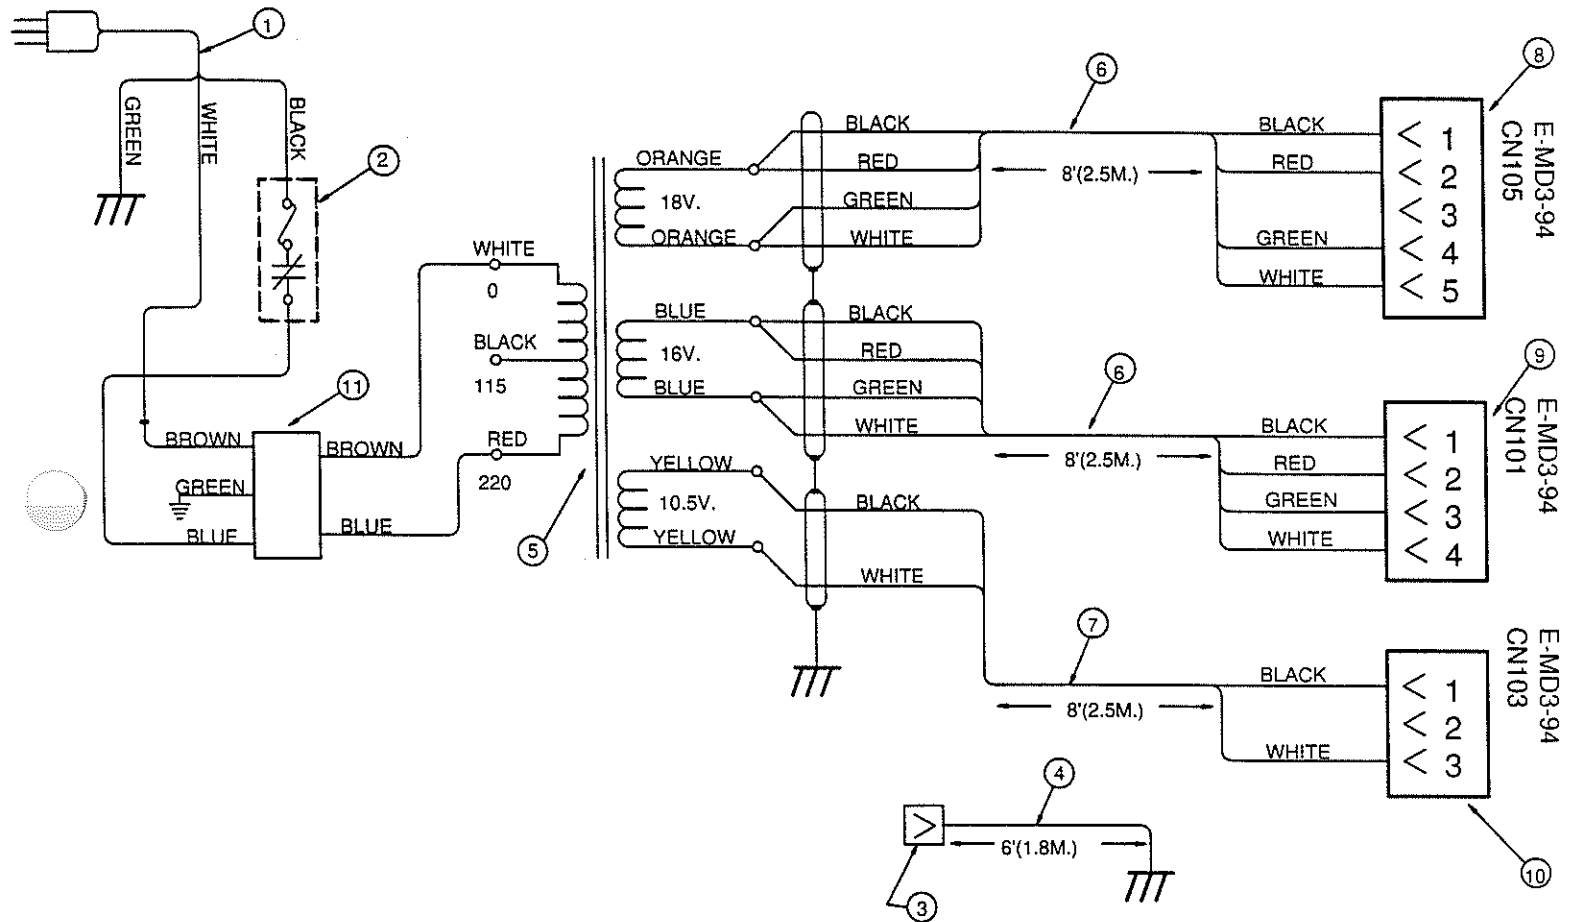 1
GREEN
WHITE
BLACK
2
11
BROWN
GREEN
BLUE
BROWN
BLUE
WHITE
0
BLACK
115
RED
220
5
ORANGE
18V.
ORANGE
BLUE
16V.
BLUE
YELLOW
10.5V.
YELLOW
BLACK
RED
GREEN
WHITE
BLACK
RED
GREEN
WHITE
BLACK
WHITE
6
8'(2.5M.)
BLACK
RED
GREEN
WHITE
1
2
3
4
5
8
E-MD3-94
CN105
6
8'(2.5M.)
BLACK
RED
GREEN
WHITE
1
2
3
4
9
E-MD3-94
CN101
7
8'(2.5M.)
BLACK
WHITE
1
2
3
E-MD3-94
CN103
10
4
6'(1.8M.)
3